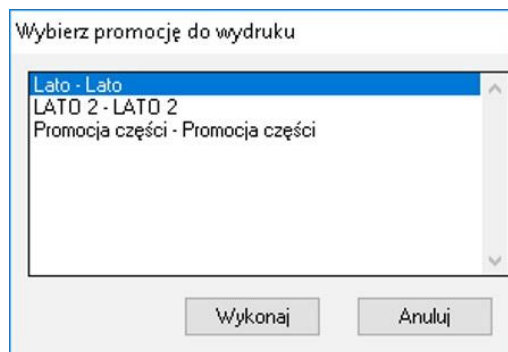 Wybierz promocję do wydruku
Lato - Lato
LATO 2 - LATO 2
Promocja części - Promocja części
Wykonaj
Anuluj